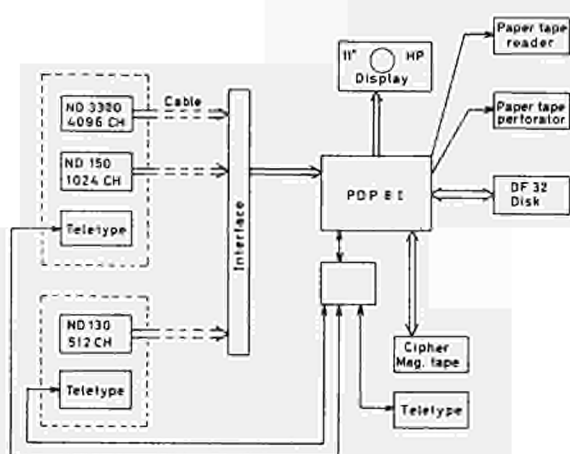 ND 3380
4096 CH
ND 150
1024 CH
Teletype
Cable
ND 130
512 CH
Teletype
Interface
11" HP
Display
PDP 8 I
Paper tape
reader
Paper tape
perforator
DF 32
Disk
Cipher
Mag. tape
Teletype